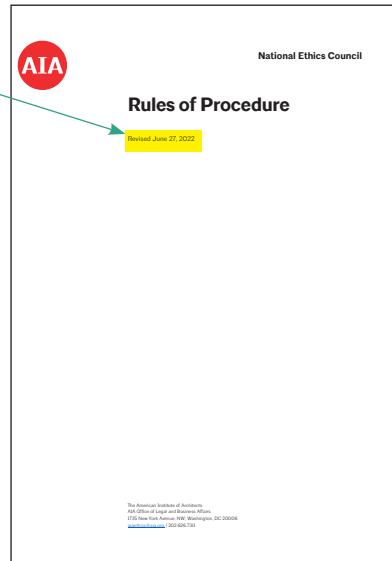 AIA
National Ethics Council
Rules of Procedure
Revised June 27, 2022
The American Institute of Architects
AIA Office of Legal and Business Affairs
1735 New York Avenue, NW, Washington, DC 20006